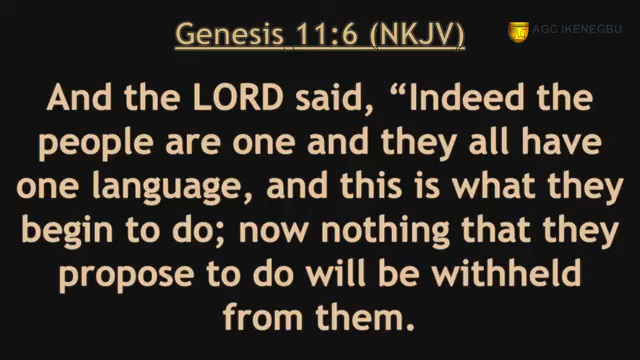 Genesis 11:6 (NKJV)
AGC IKENEGBU
And the LORD said, “Indeed the
people are one and they all have
one language, and this is what they
begin to do; now nothing that they
propose to do will be withheld
from them.